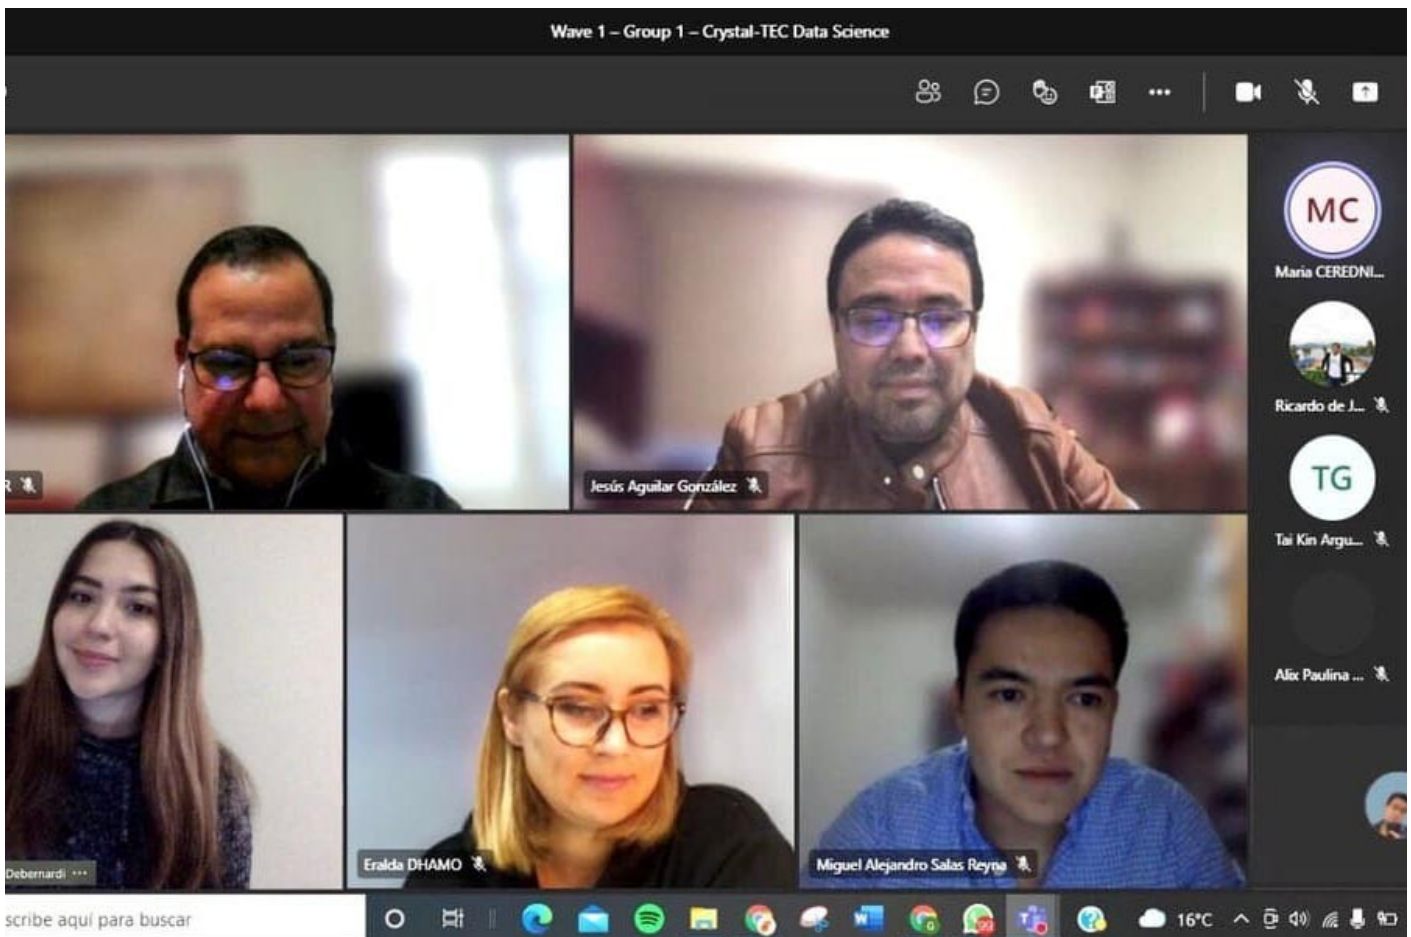 Wave 1 – Group 1 – Crystal-TEC Data Science
MC
Maria CEREDNI...
Ricardo de J...
R
Jesús Aguilar González
TG
Tai Kin Argu...
Alix Paulina ...
Debernardi ...
Eralda DHAMO
Miguel Alejandro Salas Reyna
scribe aquí para buscar
99
16°C